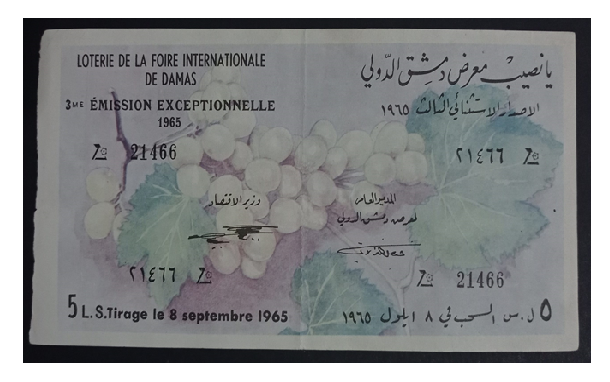 LOTERIE DE LA FOIRE INTERNATIONALE
DE DAMAS
3ME ÉMISSION EXCEPTIONNELLE
1965
21466
يانصيب معرض دمشق الدولي
الاصدار الاستثنائي الثالث ١٩٦٥
٢١٤٦٦
وزير الاقتصاد
المدير العام
لمعرض دمشق الدولي
٢١٤٦٦
21466
5 L.S. Tirage le 8 septembre 1965
٥ ل.س السحب في ٨ ايلول ١٩٦٥